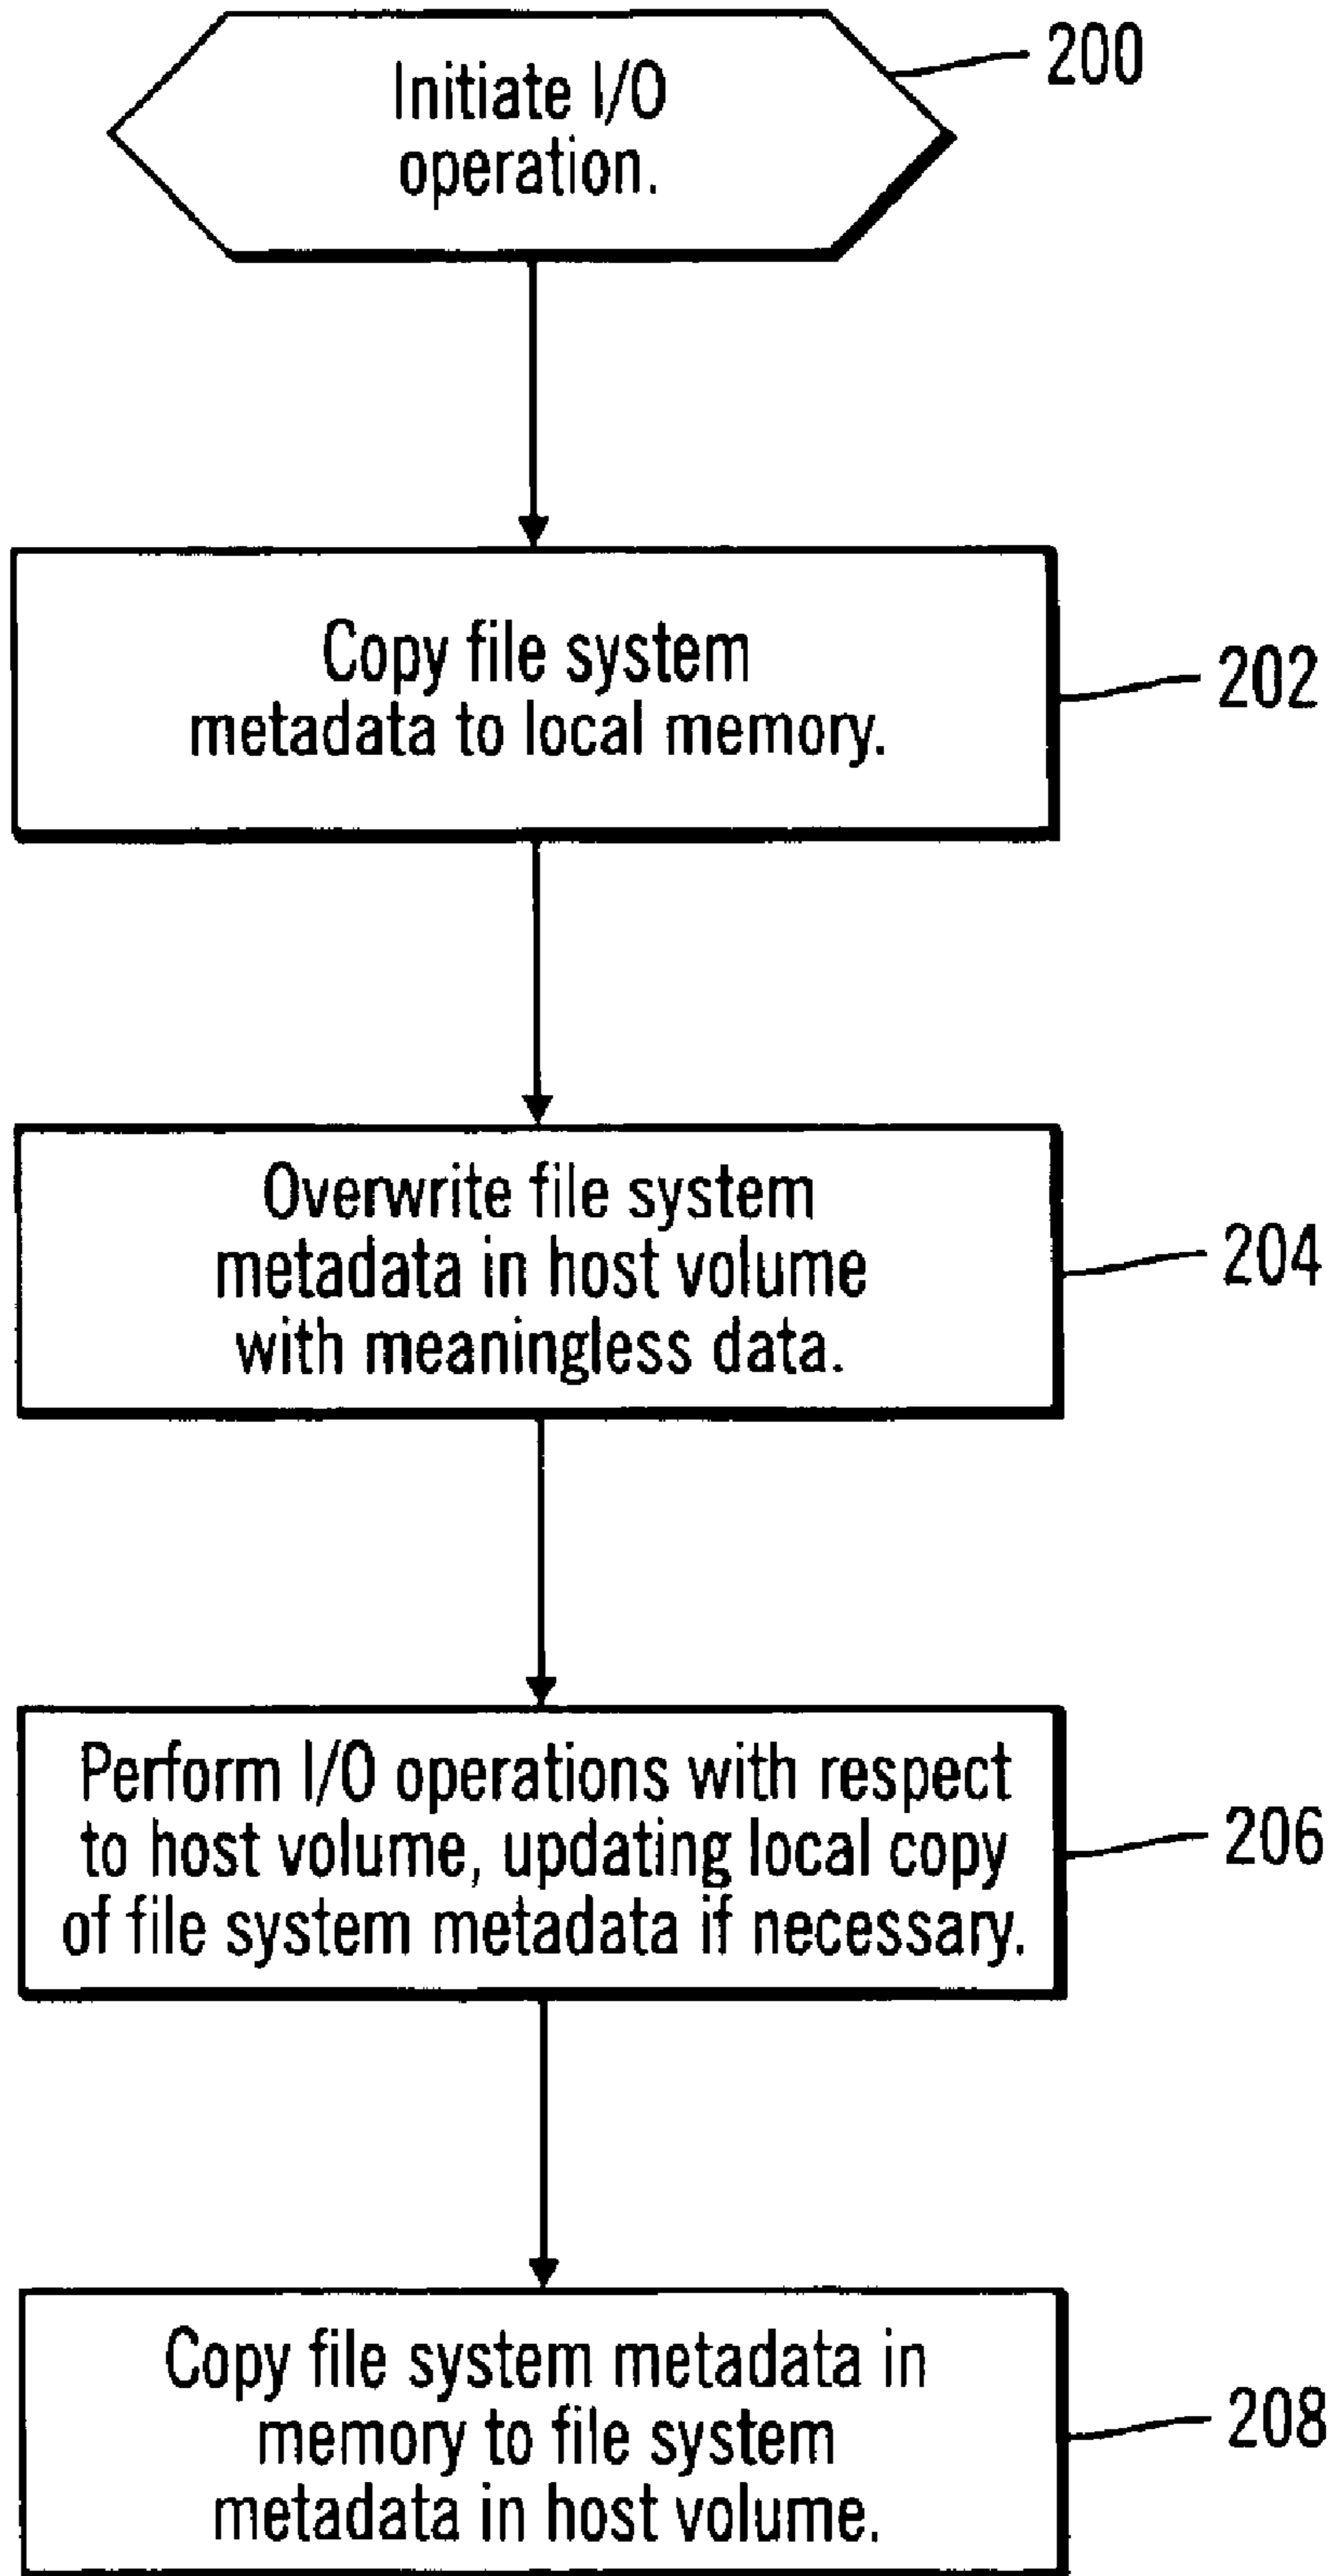 Initiate I/O
operation.
200
Copy file system
metadata to local memory.
202
Overwrite file system
metadata in host volume
with meaningless data.
204
Perform I/O operations with respect
to host volume, updating local copy
of file system metadata if necessary.
206
Copy file system metadata in
memory to file system
metadata in host volume.
208